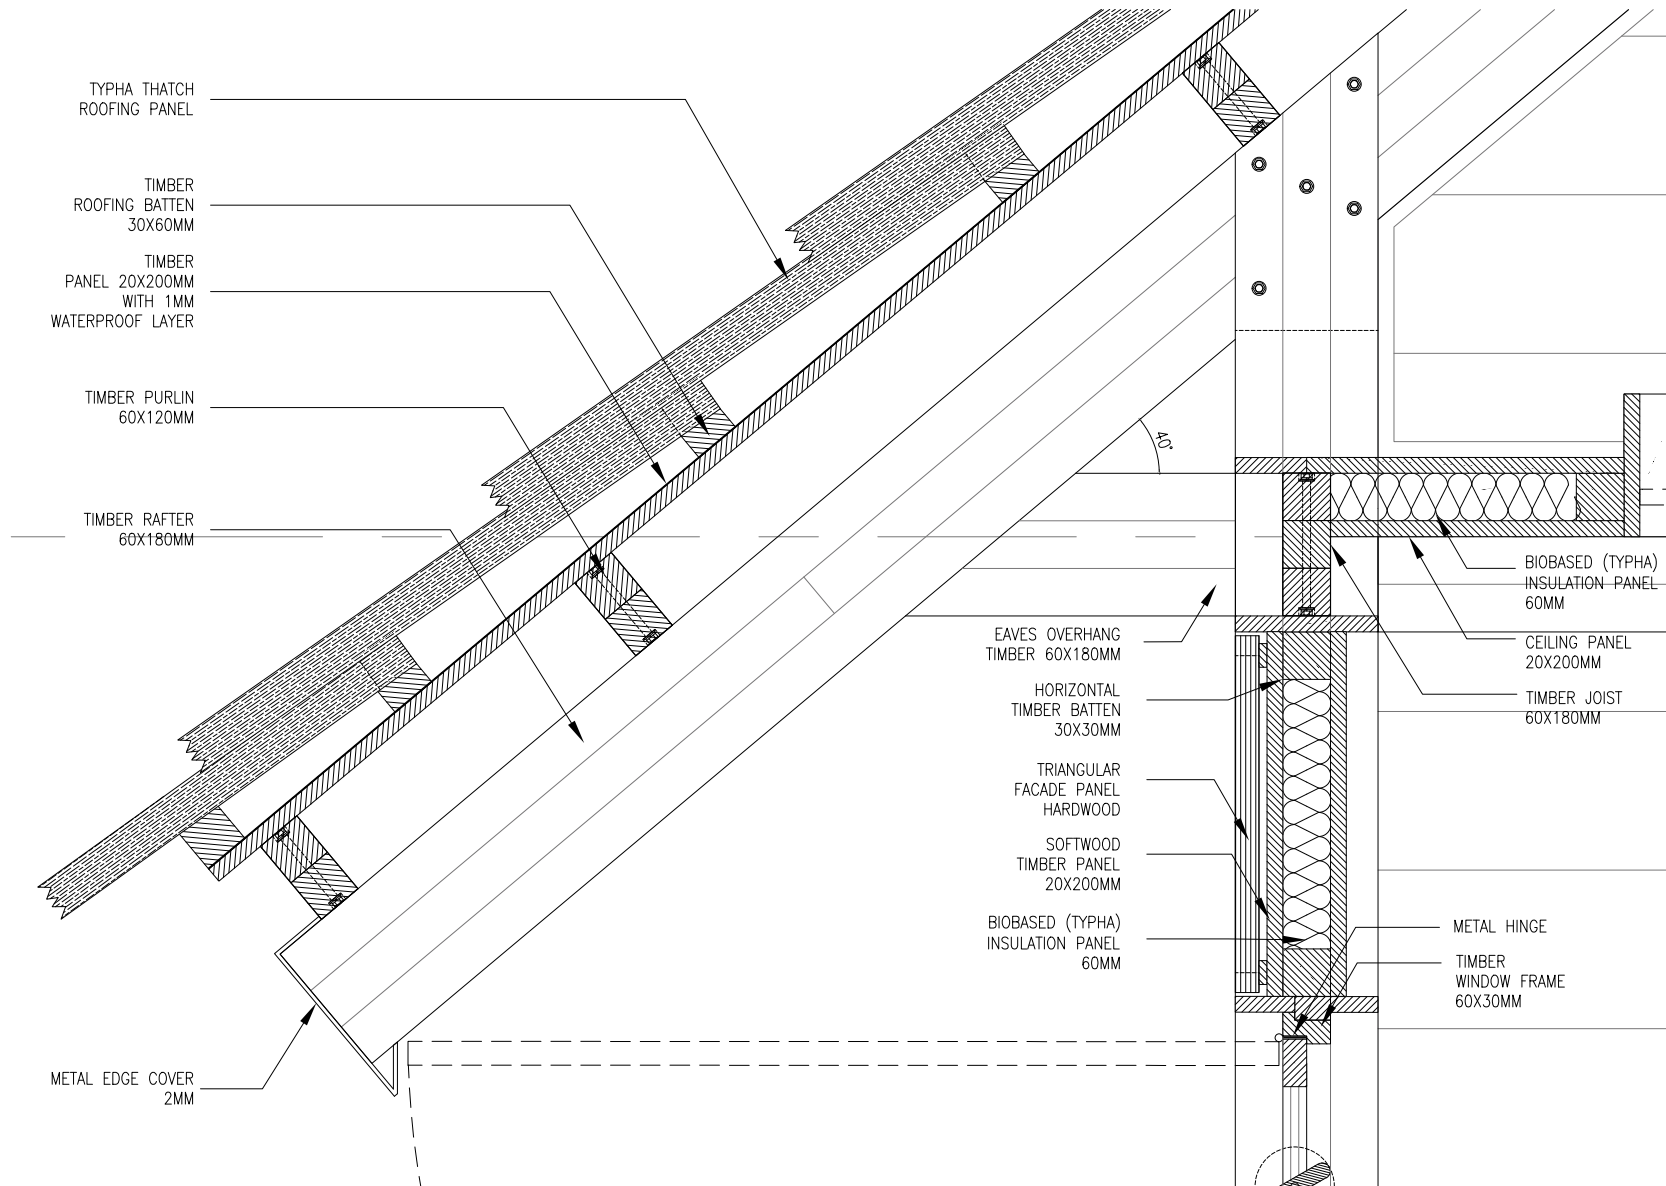 TYPHA THATCH
ROOFING PANEL
TIMBER
ROOFING BATTEN
30X60MM
TIMBER
PANEL 20X200MM
WITH 1MM
WATERPROOF LAYER
TIMBER PURLIN
60X120MM
TIMBER RAFTER
60X180MM
METAL EDGE COVER
2MM
40°
EAVES OVERHANG
TIMBER 60X180MM
HORIZONTAL
TIMBER BATTEN
30X30MM
TRIANGULAR
FACADE PANEL
HARDWOOD
SOFTWOOD
TIMBER PANEL
20X200MM
BIOBASED (TYPHA)
INSULATION PANEL
60MM
BIOBASED (TYPHA)
INSULATION PANEL
60MM
CEILING PANEL
20X200MM
TIMBER JOIST
60X180MM
METAL HINGE
TIMBER
WINDOW FRAME
60X30MM